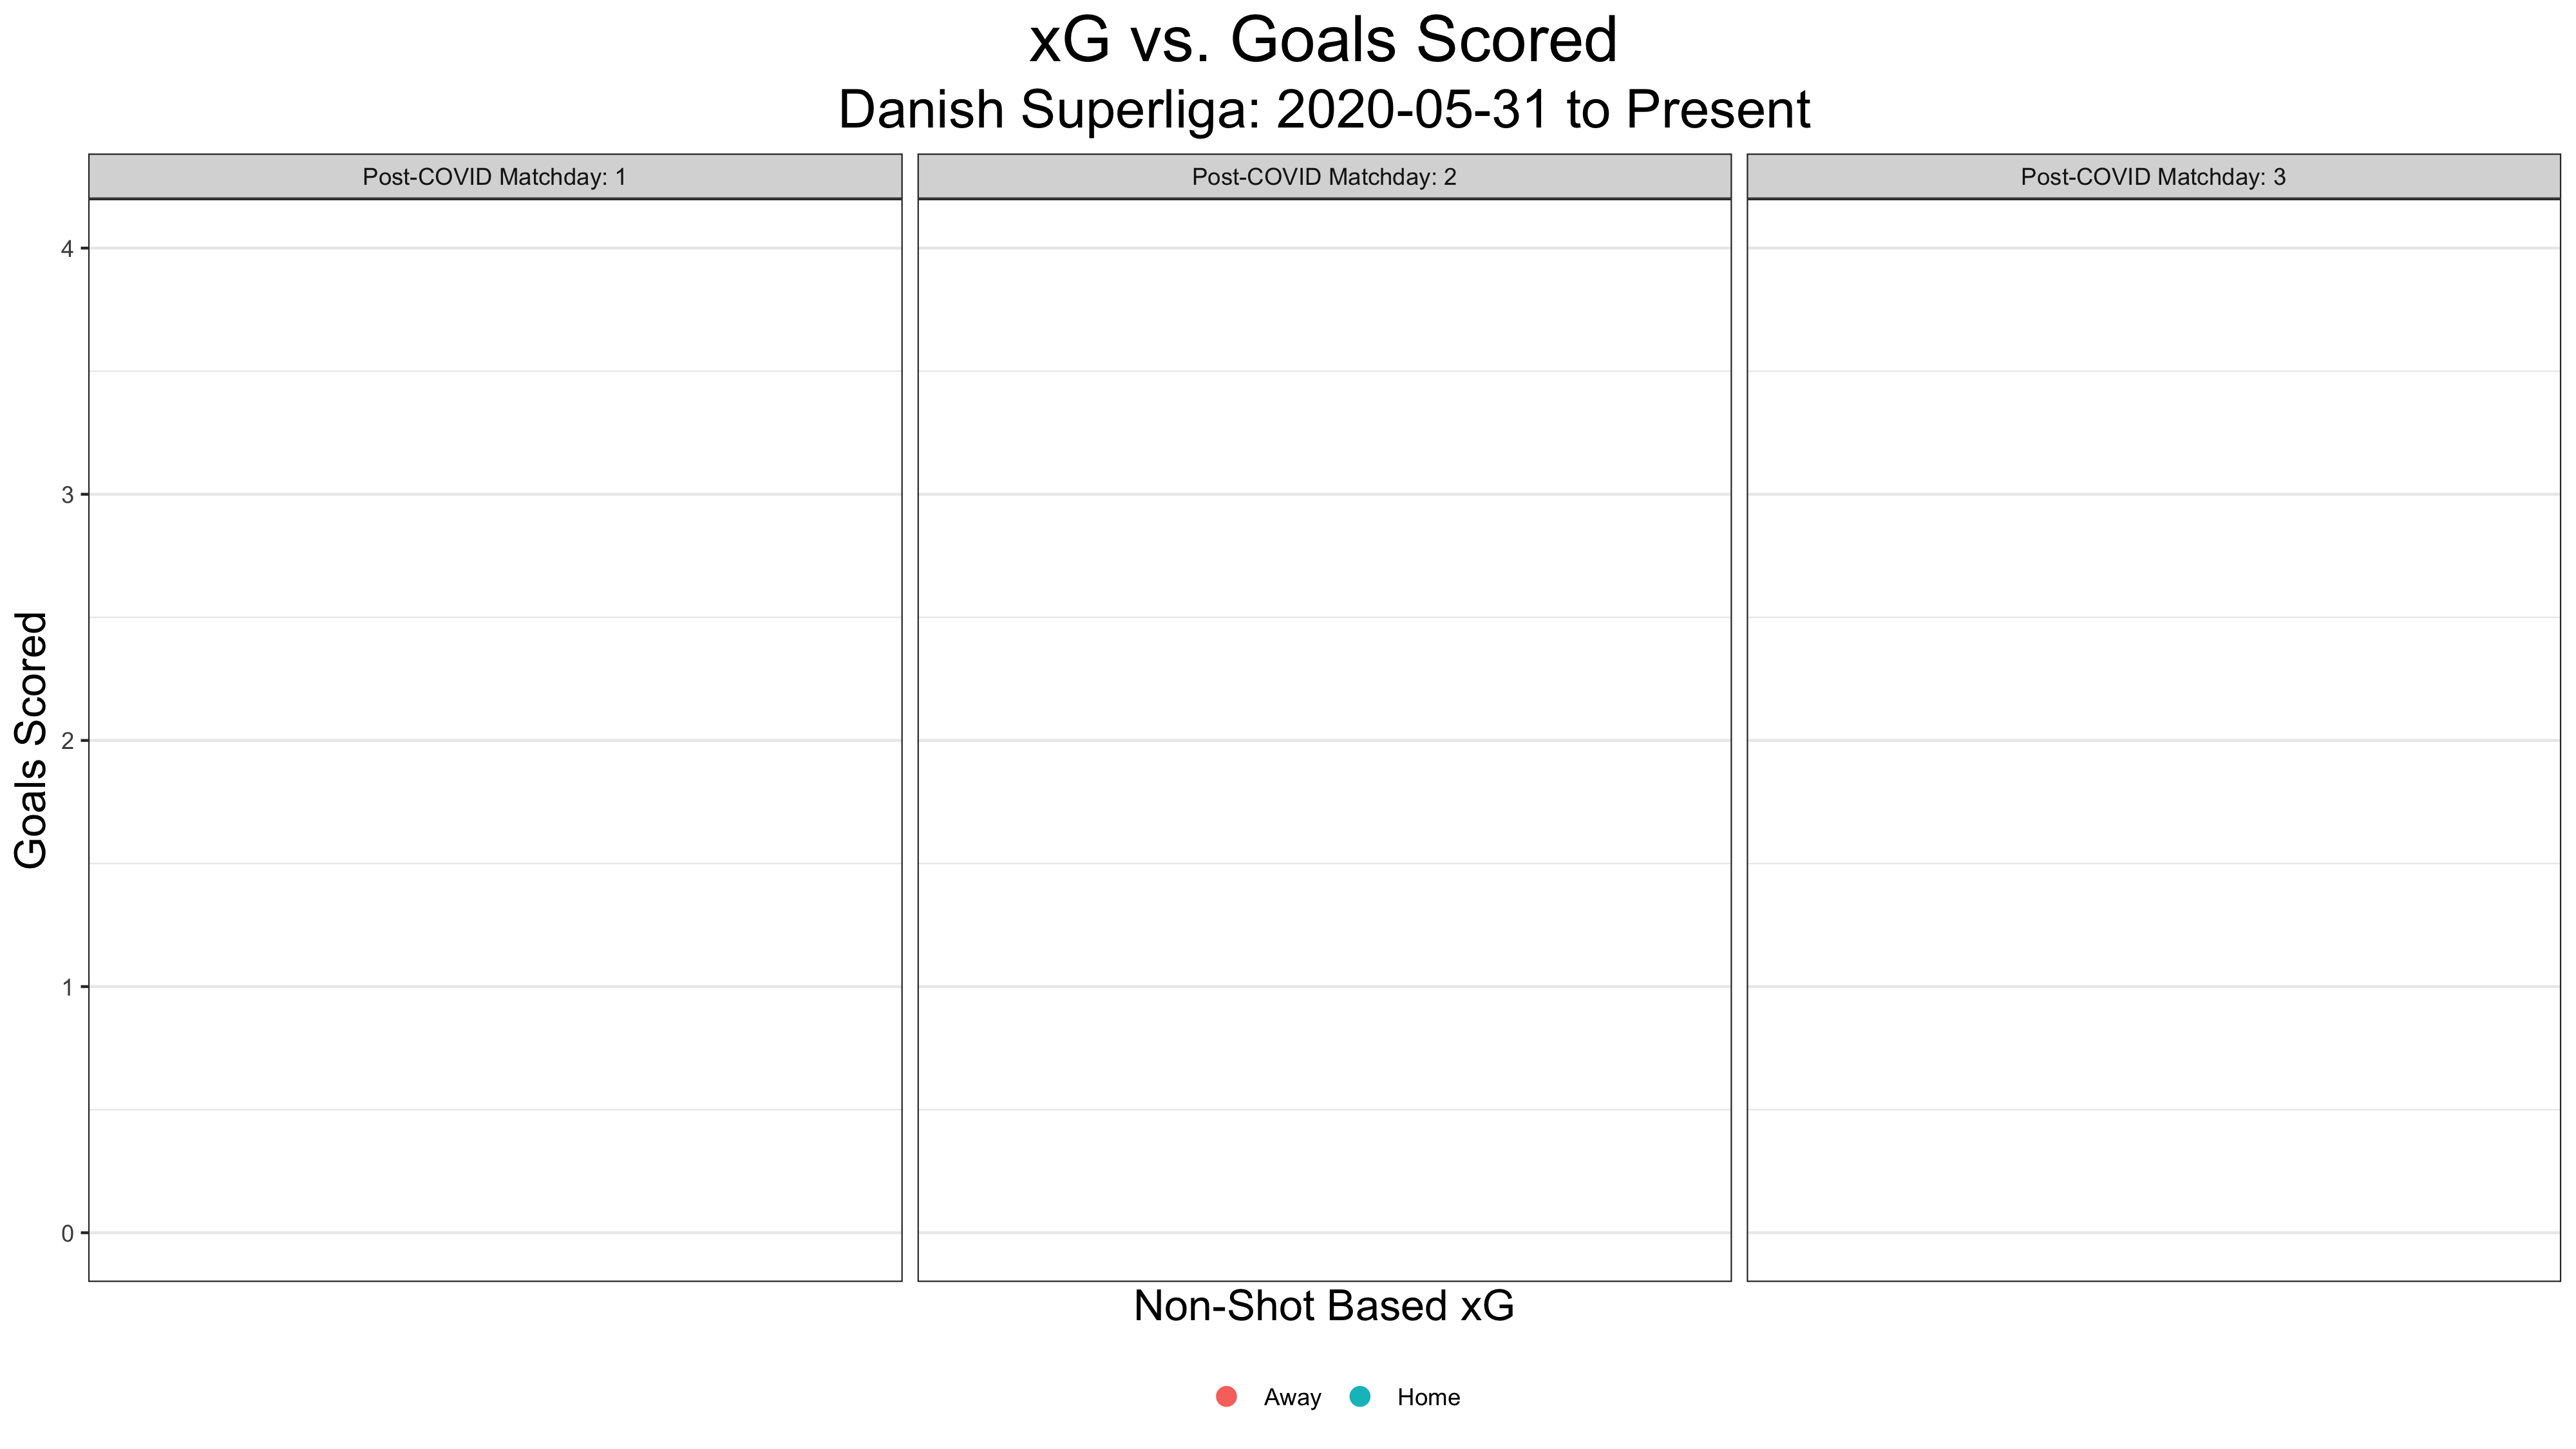 xG vs. Goals Scored
Danish Superliga: 2020-05-31 to Present
Post-COVID Matchday: 1
Post-COVID Matchday: 2
Post-COVID Matchday: 3
Goals Scored
4
3
2
1
0
Non-Shot Based xG
Away
Home